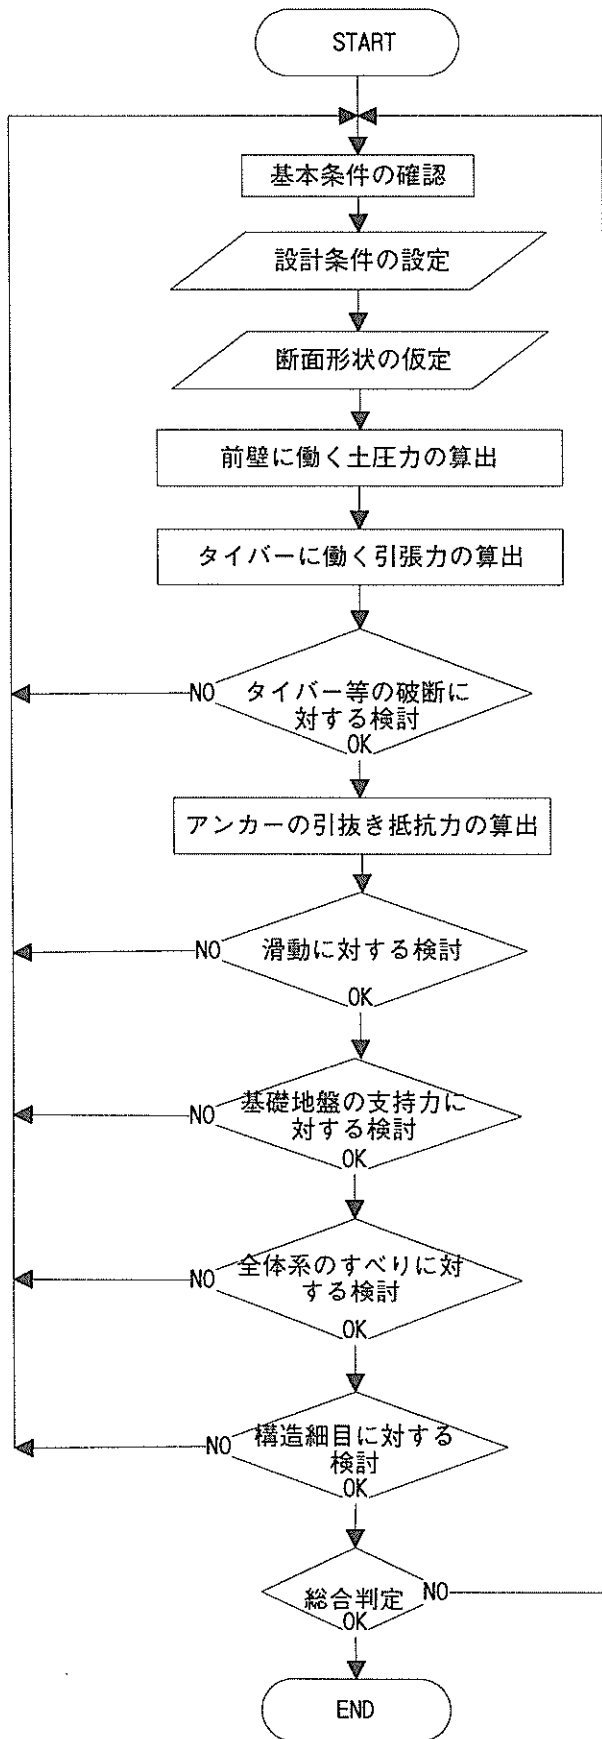 START
基本条件の確認
設計条件の設定
断面形状の仮定
前壁に働く土圧力の算出
タイバーに働く引張力の算出
NO
タイバー等の破断に
対する検討
OK
アンカーの引抜き抵抗力の算出
NO
滑動に対する検討
OK
NO
基礎地盤の支持力に
対する検討
OK
NO
全体系のすべりに対
する検討
OK
NO
構造細目に対する
検討
OK
総合判定
NO
OK
END